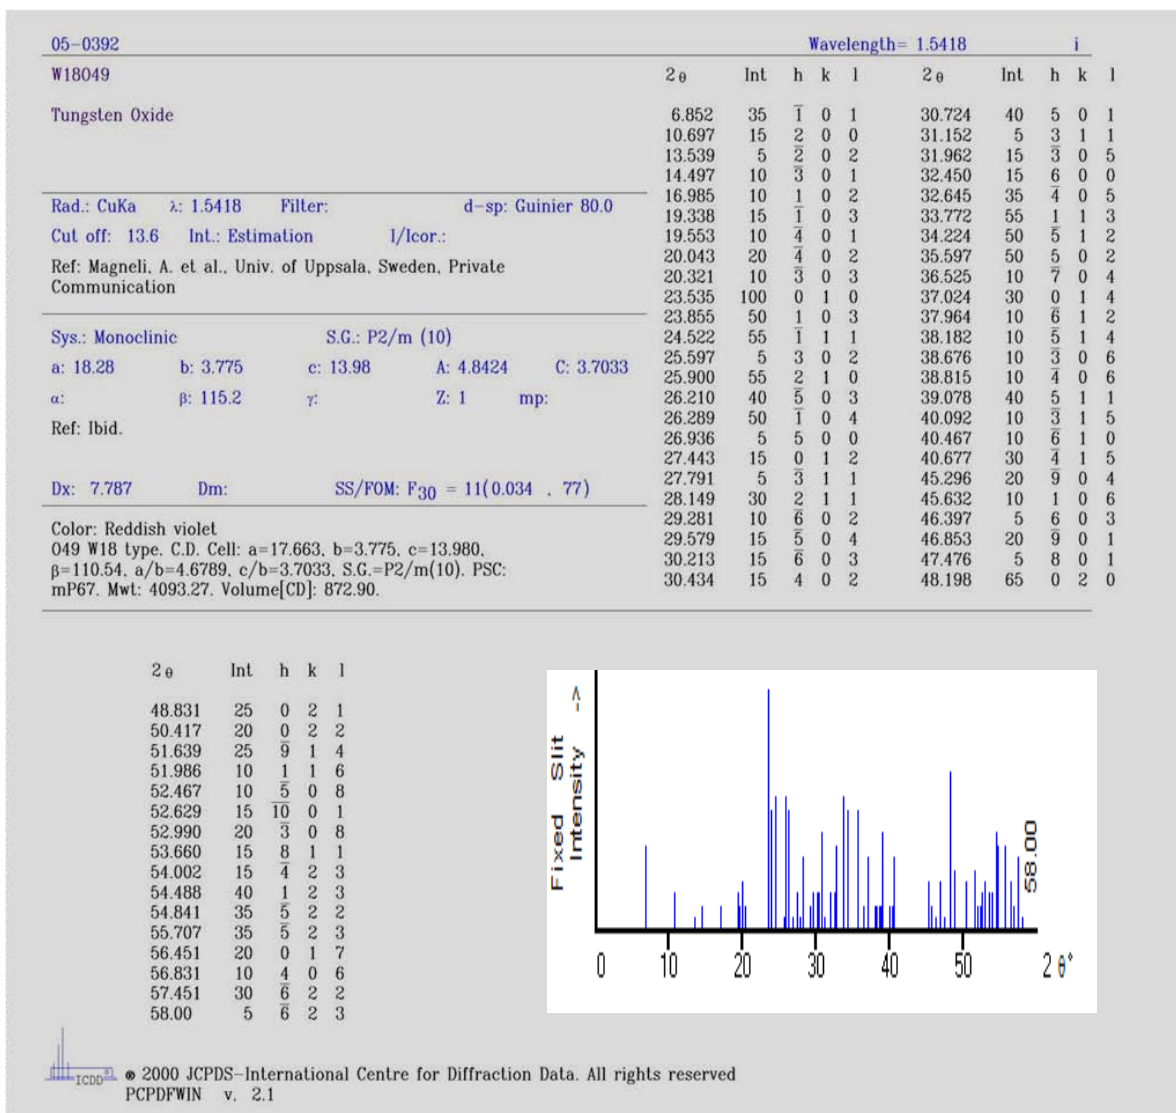 05-0392 Wavelength= 1.5418 i
W18O49
Tungsten Oxide
Rad.: CuKa λ: 1.5418 Filter: d-sp: Guinier 80.0
Cut off: 13.6 Int.: Estimation I/Icor.:
Ref: Magneli, A. et al., Univ. of Uppsala, Sweden, Private
Communication
Sys.: Monoclinic S.G.: P2/m (10)
a: 18.28 b: 3.775 c: 13.98 A: 4.8424 C: 3.7033
α: β: 115.2 γ: Z: 1 mp:
Ref: Ibid.
Dx: 7.787 Dm: SS/FOM: F30 = 11(0.034 , 77)
Color: Reddish violet
O49 W18 type. C.D. Cell: a=17.663, b=3.775, c=13.980,
β=110.54, a/b=4.6789, c/b=3.7033, S.G.=P2/m(10). PSC:
mP67. Mwt: 4093.27. Volume[CD]: 872.90.
2θ Int h k l 2θ Int h k l
6.852 35 1̅ 0 1 30.724 40 5 0 1
10.697 15 2 0 0 31.152 5 3 1 1
13.539 5 2̅ 0 2 31.962 15 3̅ 0 5
14.497 10 3̅ 0 1 32.450 15 6 0 0
16.985 10 1 0 2 32.645 35 4̅ 0 5
19.338 15 1̅ 0 3 33.772 55 1 1 3
19.553 10 4̅ 0 1 34.224 50 5̅ 1 2
20.043 20 4̅ 0 2 35.597 50 5 0 2
20.321 10 3̅ 0 3 36.525 10 7̅ 0 4
23.535 100 0 1 0 37.024 30 0 1 4
23.855 50 1 0 3 37.964 10 6̅ 1 2
24.522 55 1̅ 1 1 38.182 10 5̅ 1 4
25.597 5 3 0 2 38.676 10 3̅ 0 6
25.900 55 2 1 0 38.815 10 4̅ 0 6
26.210 40 5̅ 0 3 39.078 40 5 1 1
26.289 50 1̅ 0 4 40.092 10 3̅ 1 5
26.936 5 5 0 0 40.467 10 6 1 0
27.443 15 0 1 2 40.677 30 4̅ 1 5
27.791 5 3̅ 1 1 45.296 20 9̅ 0 4
28.149 30 2 1 1 45.632 10 1 0 6
29.281 10 6̅ 0 2 46.397 5 6 0 3
29.579 15 5̅ 0 4 46.853 20 9̅ 0 1
30.213 15 6̅ 0 3 47.476 5 8 0 1
30.434 15 4 0 2 48.198 65 0 2 0
2θ Int h k l
48.831 25 0 2 1
50.417 20 0 2 2
51.639 25 9̅ 1 4
51.986 10 1 1 6
52.467 10 5̅ 0 8
52.629 15 1̅0̅ 0 1
52.990 20 3̅ 0 8
53.660 15 8 1 1
54.002 15 4̅ 2 3
54.488 40 1 2 3
54.841 35 5̅ 2 2
55.707 35 5̅ 2 3
56.451 20 0 1 7
56.831 10 4 0 6
57.451 30 6̅ 2 2
58.00 5 6̅ 2 3
Fixed Slit
Intensity ->
58.00
0 10 20 30 40 50 2 θ°
ICDD ® © 2000 JCPDS-International Centre for Diffraction Data. All rights reserved
PCPDFWIN v. 2.1